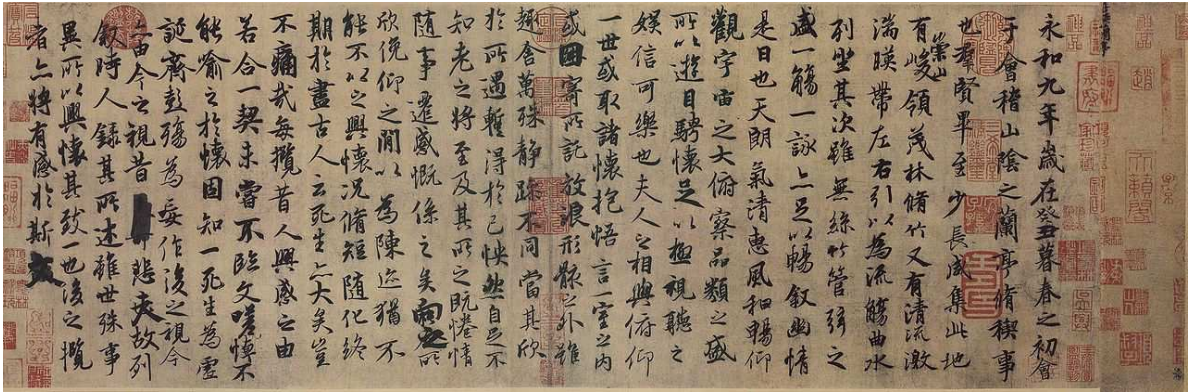 永和九年歲在癸丑暮春之初會
于會稽山陰之蘭亭脩稧事
也羣賢畢至少長咸集此地
有崇山峻領茂林脩竹又有清流激
湍暎帶左右引以為流觴曲水
列坐其次雖無絲竹管弦之
盛一觴一詠亦足以暢敘幽情
是日也天朗氣清惠風和暢仰
觀宇宙之大俯察品類之盛
所以遊目騁懷足以極視聽之
娛信可樂也夫人之相與俯仰
一世或取諸懷抱悟言一室之內
或因寄所託放浪形骸之外雖
趣舍萬殊靜躁不同當其欣
於所遇暫得於己怏然自足不
知老之將至及其所之既惓情
隨事遷感慨係之矣向之所
欣俛仰之閒以為陳迹猶不
能不以之興懷況脩短隨化終
期於盡古人云死生亦大矣豈
不痛哉每攬昔人興感之由
若合一契未嘗不臨文嗟悼不
能喻之於懷固知一死生為虛
誕齊彭殤為妄作後之視今
亦由今之視昔悲夫故列
敘時人錄其所述雖世殊事
異所以興懷其致一也後之攬
者亦將有感於斯文